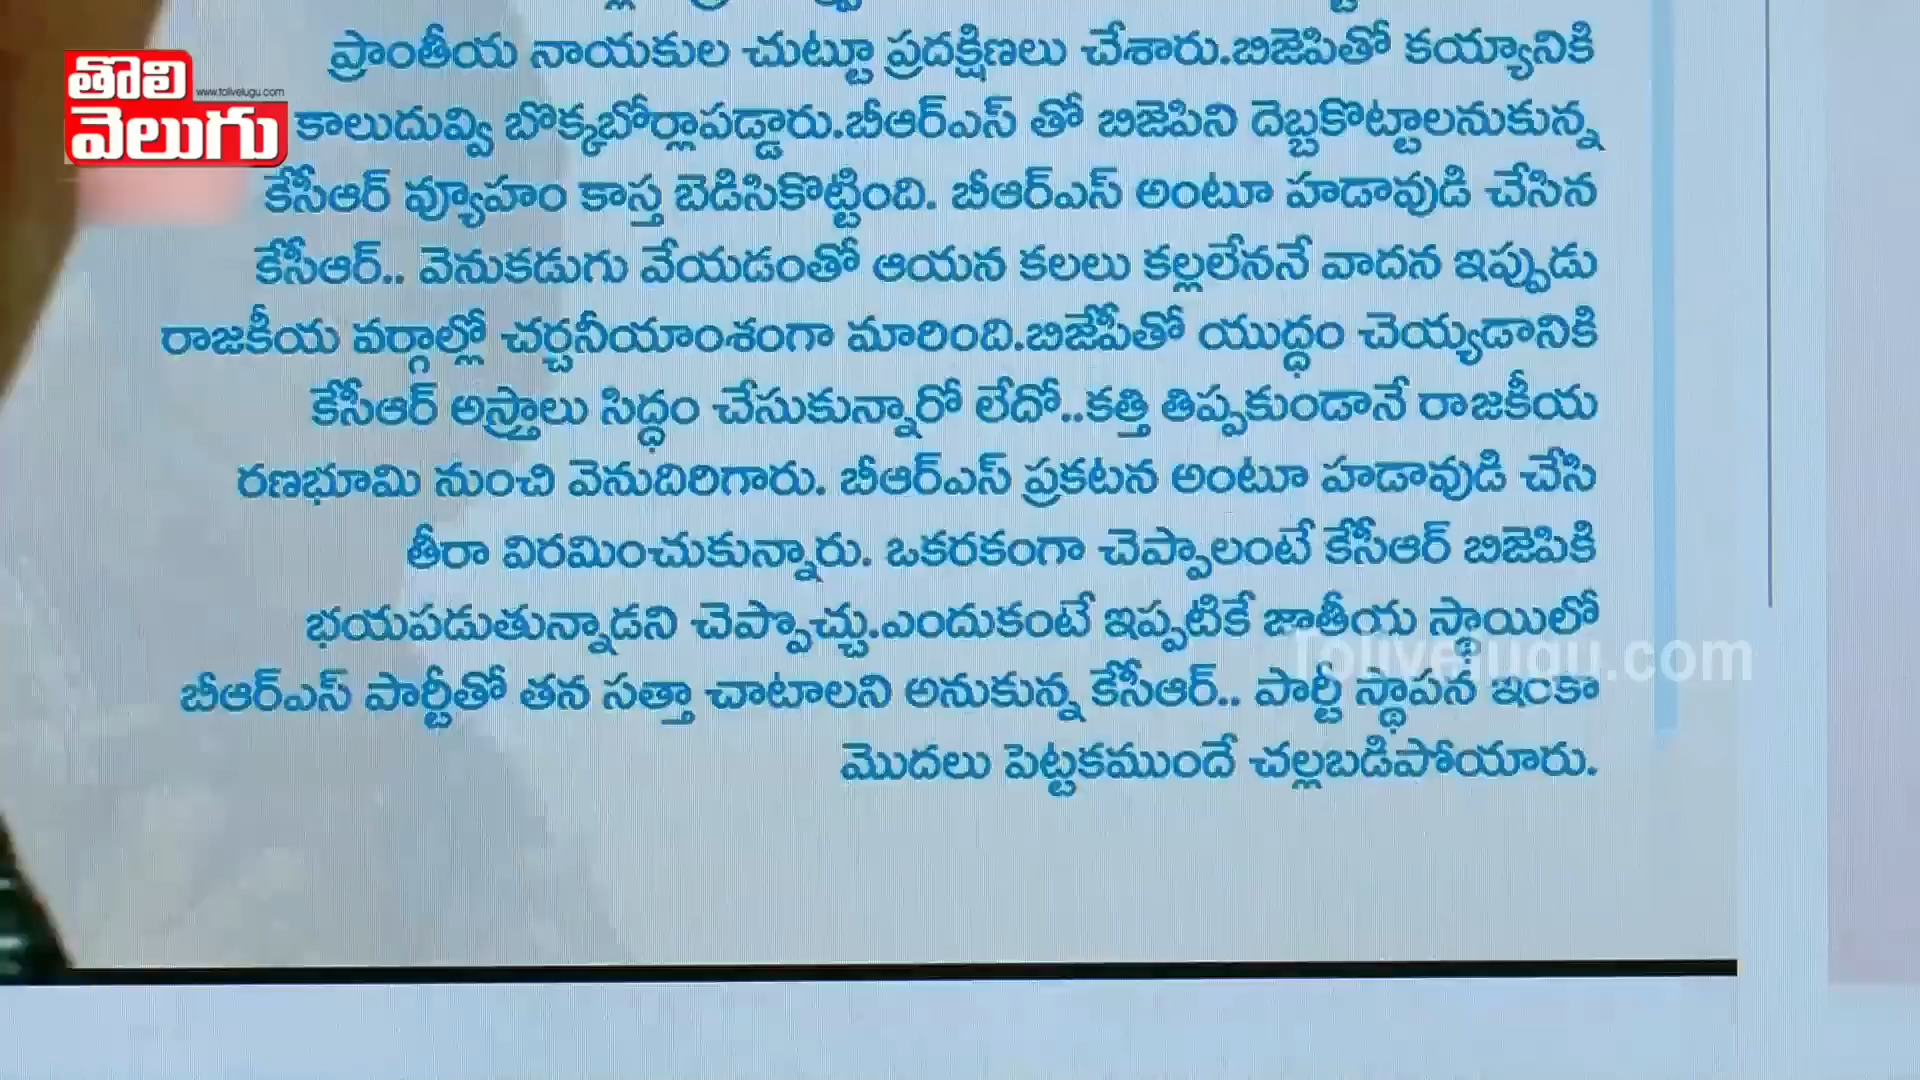 తొలి
వెలుగు
www.tolivelugu.com
ప్రాంతీయ నాయకుల చుట్టూ ప్రదక్షిణలు చేశారు.బిజెపితో కయ్యానికి
కాలుదువ్వి బొక్కబోర్లాపడ్డారు.బీఆర్ఎస్ తో బిజెపిని దెబ్బకొట్టాలనుకున్న
కేసీఆర్ వ్యూహం కాస్త బెడిసికొట్టింది. బీఆర్ఎస్ అంటూ హడావుడి చేసిన
కేసీఆర్.. వెనుకడుగు వేయడంతో ఆయన కలలు కల్లలేననే వాదన ఇప్పుడు
రాజకీయ వర్గాల్లో చర్చనీయాంశంగా మారింది.బిజేపీతో యుద్ధం చెయ్యడానికి
కేసీఆర్ అస్త్రాలు సిద్ధం చేసుకున్నారో లేదో..కత్తి తిప్పకుండానే రాజకీయ
రణభూమి నుంచి వెనుదిరిగారు. బీఆర్ఎస్ ప్రకటన అంటూ హడావుడి చేసి
తీరా విరమించుకున్నారు. ఒకరకంగా చెప్పాలంటే కేసీఆర్ బిజెపికి
భయపడుతున్నాడని చెప్పొచ్చు.ఎందుకంటే ఇప్పటికే జాతీయ స్థాయిలో
Tolivelugu.com
బీఆర్ఎస్ పార్టీతో తన సత్తా చాటాలని అనుకున్న కేసీఆర్.. పార్టీ స్థాపన ఇంకా
మొదలు పెట్టకముందే చల్లబడిపోయారు.